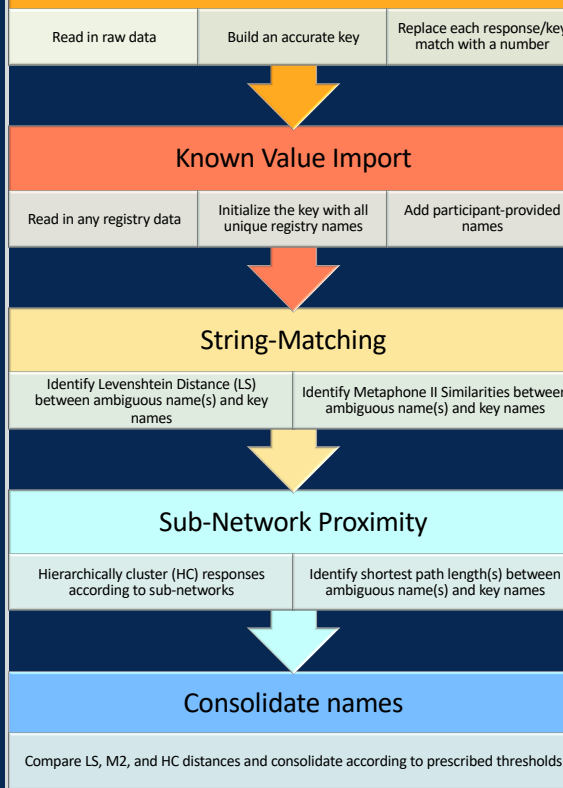 Read in raw data
Build an accurate key
Replace each response/key
match with a number
Known Value Import
Read in any registry data
Initialize the key with all
unique registry names
Add participant-provided
names
String-Matching
Identify Levenshtein Distance (LS)
between ambiguous name(s) and key
names
Identify Metaphone II Similarities between
ambiguous name(s) and key names
Sub-Network Proximity
Hierarchically cluster (HC) responses
according to sub-networks
Identify shortest path length(s) between
ambiguous name(s) and key names
Consolidate names
Compare LS, M2, and HC distances and consolidate according to prescribed thresholds